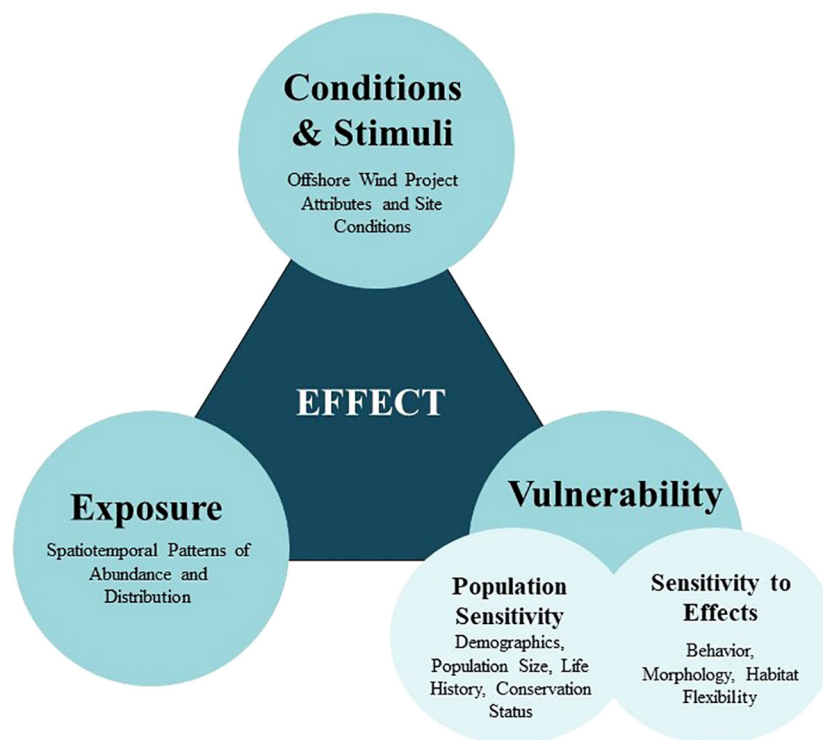 Conditions
& Stimuli
Offshore Wind Project
Attributes and Site
Conditions
EFFECT
Exposure
Spatiotemporal Patterns of
Abundance and
Distribution
Vulnerability
Population
Sensitivity
Demographics,
Population Size, Life
History, Conservation
Status
Sensitivity to
Effects
Behavior,
Morphology, Habitat
Flexibility